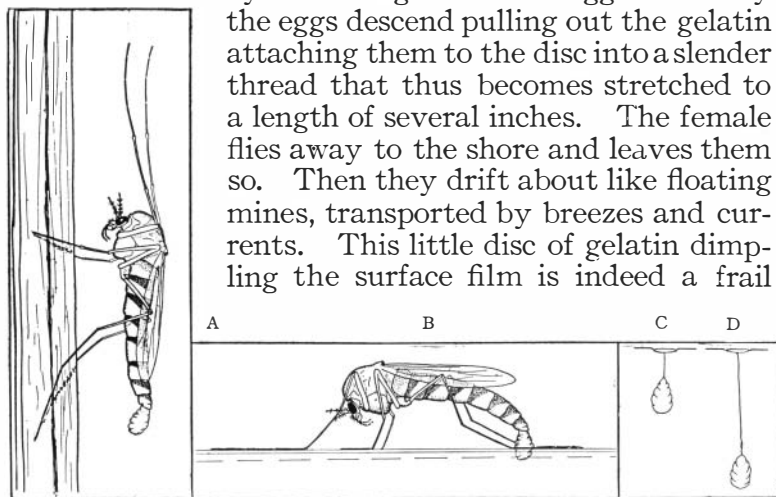 the eggs descend pulling out the gelatin
attaching them to the disc into a slender
thread that thus becomes stretched to
a length of several inches. The female
flies away to the shore and leaves them
so. Then they drift about like floating
mines, transported by breezes and cur-
rents. This little disc of gelatin dimp-
ling the surface film is indeed a frail
A B C D